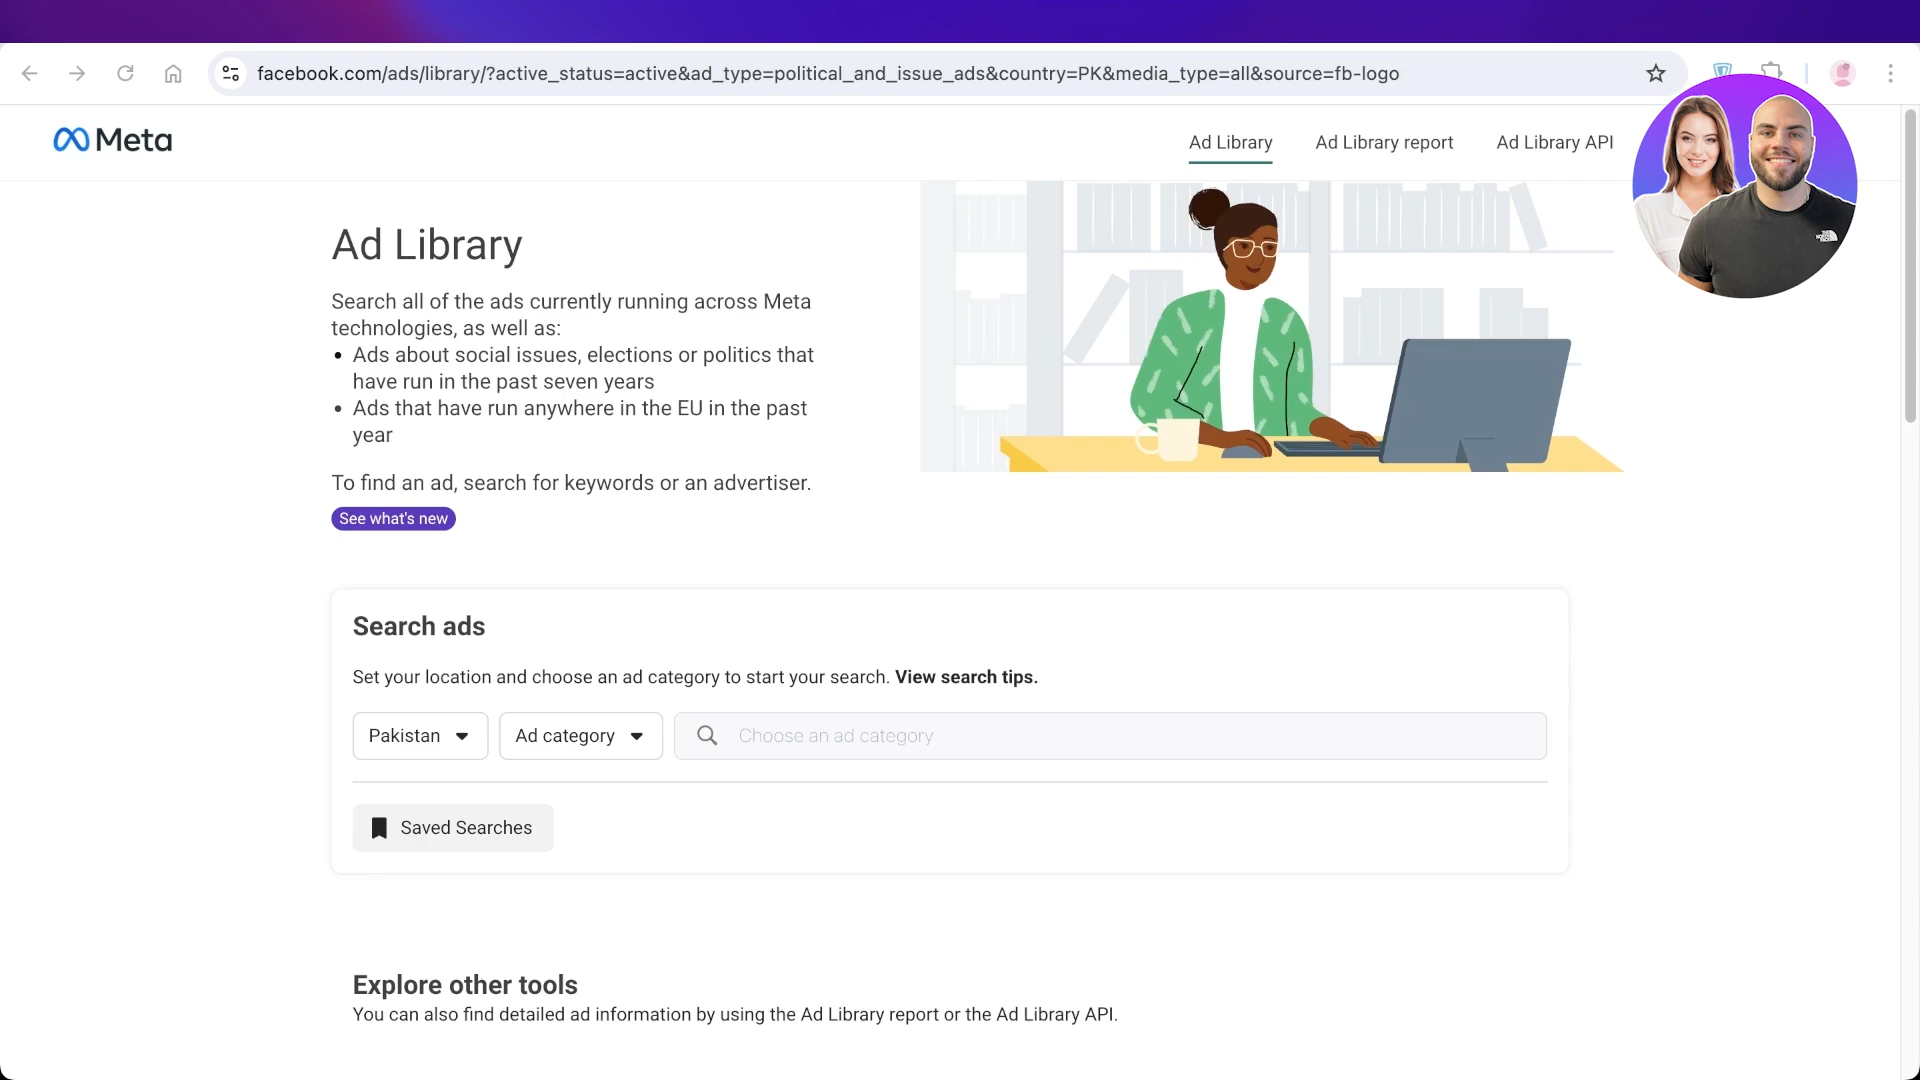 facebook.com/ads/library/?active_status=active&ad_type=political_and_issue_ads&country=PK&media_type=all&source=fb-logo
Meta
Ad Library
Ad Library report
Ad Library API
Ad Library
Search all of the ads currently running across Meta
technologies, as well as:
• Ads about social issues, elections or politics that
have run in the past seven years
• Ads that have run anywhere in the EU in the past
year
To find an ad, search for keywords or an advertiser.
See what's new
Search ads
Set your location and choose an ad category to start your search. View search tips.
Pakistan
Ad category
Choose an ad category
Saved Searches
Explore other tools
You can also find detailed ad information by using the Ad Library report or the Ad Library API.